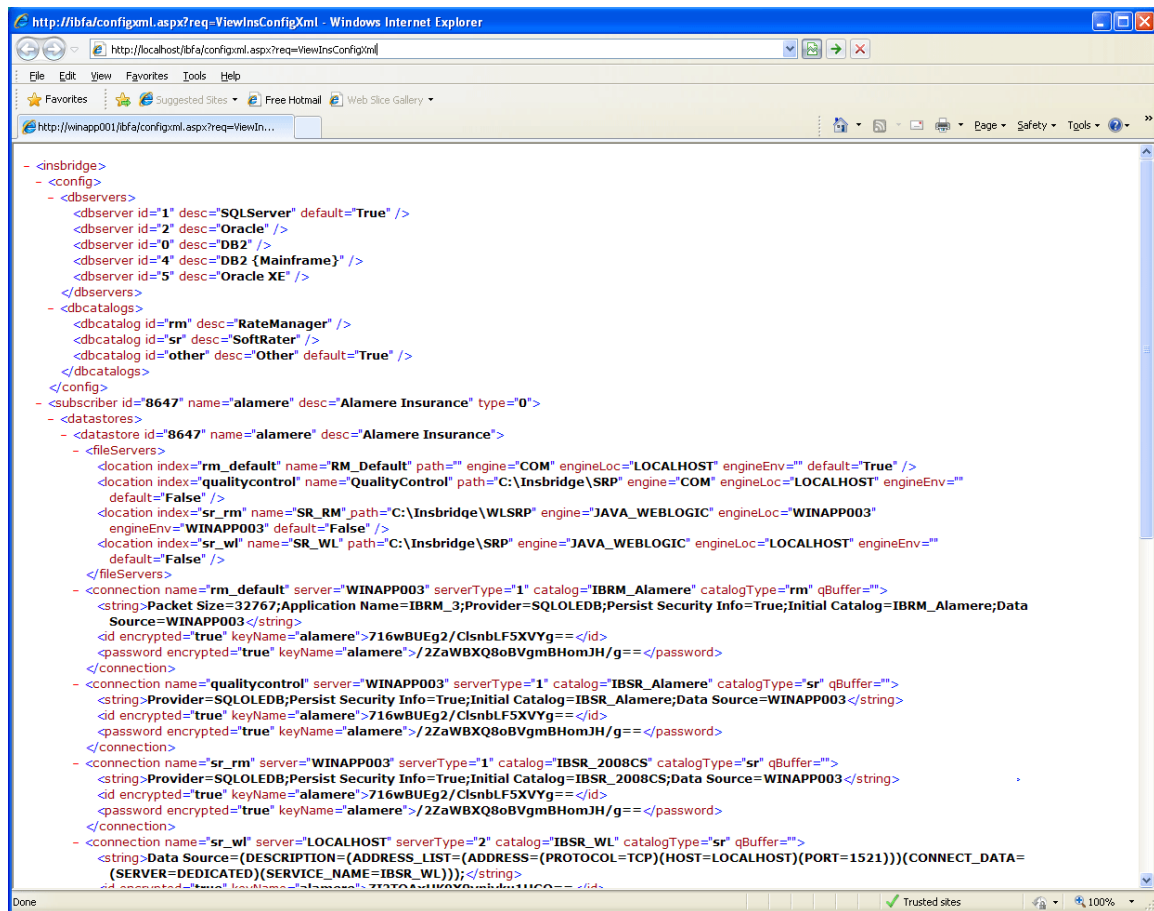 http://ibfa/configxml.aspx?req=ViewInsConfigXml - Windows Internet Explorer
http://localhost/ibfa/configxml.aspx?req=ViewInsConfigXml
File Edit View Favorites Tools Help
Favorites Suggested Sites Free Hotmail Web Slice Gallery
http://winapp001/ibfa/configxml.aspx?req=ViewIn... Page Safety Tools »
- <insbridge>
- <config>
- <dbservers>
<dbserver id="1" desc="SQLServer" default="True" />
<dbserver id="2" desc="Oracle" />
<dbserver id="0" desc="DB2" />
<dbserver id="4" desc="DB2 {Mainframe}" />
<dbserver id="5" desc="Oracle XE" />
</dbservers>
- <dbcatalogs>
<dbcatalog id="rm" desc="RateManager" />
<dbcatalog id="sr" desc="SoftRater" />
<dbcatalog id="other" desc="Other" default="True" />
</dbcatalogs>
</config>
- <subscriber id="8647" name="alamere" desc="Alamere Insurance" type="0">
- <datastores>
- <datastore id="8647" name="alamere" desc="Alamere Insurance">
- <fileServers>
<location index="rm_default" name="RM_Default" path="" engine="COM" engineLoc="LOCALHOST" engineEnv="" default="True" />
<location index="qualitycontrol" name="QualityControl" path="C:\Insbridge\SRP" engine="COM" engineLoc="LOCALHOST" engineEnv=""
default="False" />
<location index="sr_rm" name="SR_RM" path="C:\Insbridge\WLSRP" engine="JAVA_WEBLOGIC" engineLoc="WINAPP003"
engineEnv="WINAPP003" default="False" />
<location index="sr_wl" name="SR_WL" path="C:\Insbridge\SRP" engine="JAVA_WEBLOGIC" engineLoc="LOCALHOST" engineEnv=""
default="False" />
</fileServers>
- <connection name="rm_default" server="WINAPP003" serverType="1" catalog="IBRM_Alamere" catalogType="rm" qBuffer="">
<string>Packet Size=32767;Application Name=IBRM_3;Provider=SQLOLEDB;Persist Security Info=True;Initial Catalog=IBRM_Alamere;Data
Source=WINAPP003</string>
<id encrypted="true" keyName="alamere">716wBUEg2/ClsnbLF5XVYg==</id>
<password encrypted="true" keyName="alamere">/2ZaWBXQ8oBVgmBHomJH/g==</password>
</connection>
- <connection name="qualitycontrol" server="WINAPP003" serverType="1" catalog="IBSR_Alamere" catalogType="sr" qBuffer="">
<string>Provider=SQLOLEDB;Persist Security Info=True;Initial Catalog=IBSR_Alamere;Data Source=WINAPP003</string>
<id encrypted="true" keyName="alamere">716wBUEg2/ClsnbLF5XVYg==</id>
<password encrypted="true" keyName="alamere">/2ZaWBXQ8oBVgmBHomJH/g==</password>
</connection>
- <connection name="sr_rm" server="WINAPP003" serverType="1" catalog="IBSR_2008CS" catalogType="sr" qBuffer="">
<string>Provider=SQLOLEDB;Persist Security Info=True;Initial Catalog=IBSR_2008CS;Data Source=WINAPP003</string>
<id encrypted="true" keyName="alamere">716wBUEg2/ClsnbLF5XVYg==</id>
<password encrypted="true" keyName="alamere">/2ZaWBXQ8oBVgmBHomJH/g==</password>
</connection>
- <connection name="sr_wl" server="LOCALHOST" serverType="2" catalog="IBSR_WL" catalogType="sr" qBuffer="">
<string>Data Source=(DESCRIPTION=(ADDRESS_LIST=(ADDRESS=(PROTOCOL=TCP)(HOST=LOCALHOST)(PORT=1521)))(CONNECT_DATA=
(SERVER=DEDICATED)(SERVICE_NAME=IBSR_WL)));</string>
Done Trusted sites 100%